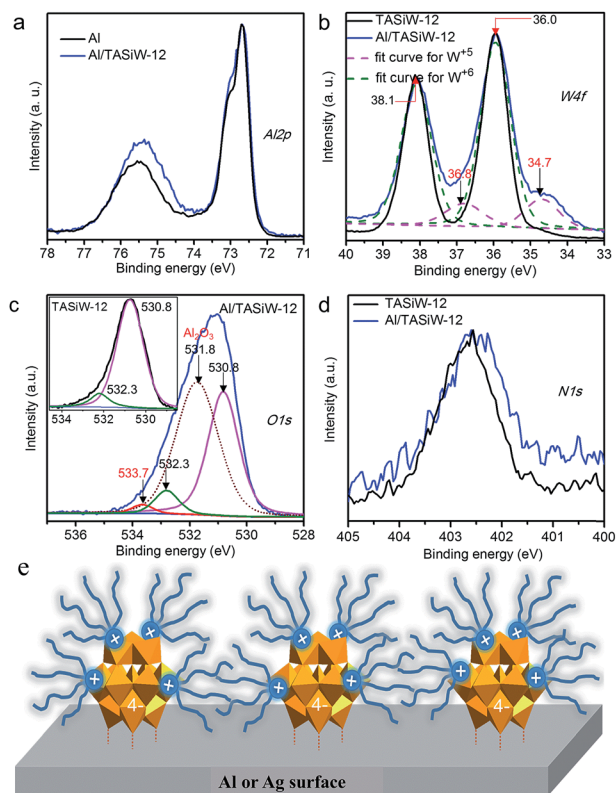 a
Al
Al/TASiW-12
Al2p
Intensity (a. u.)
78 77 76 75 74 73 72 71
Binding energy (eV)
b
TASiW-12
Al/TASiW-12
fit curve for W+5
fit curve for W+6
36.0
38.1
36.8
34.7
W4f
Intensity (a. u.)
40 39 38 37 36 35 34 33
Binding energy (eV)
c
TASiW-12
530.8
532.3
534 532 530
Al/TASiW-12
Al2O3
531.8
530.8
532.3
533.7
O1s
Intensity (a.u.)
536 534 532 530 528
Binding energy (eV)
d
TASiW-12
Al/TASiW-12
N1s
Intensity (a.u.)
405 404 403 402 401 400
Binding energy (eV)
e
+ + + + + +
+ + + + + +
4- 4- 4-
Al or Ag surface